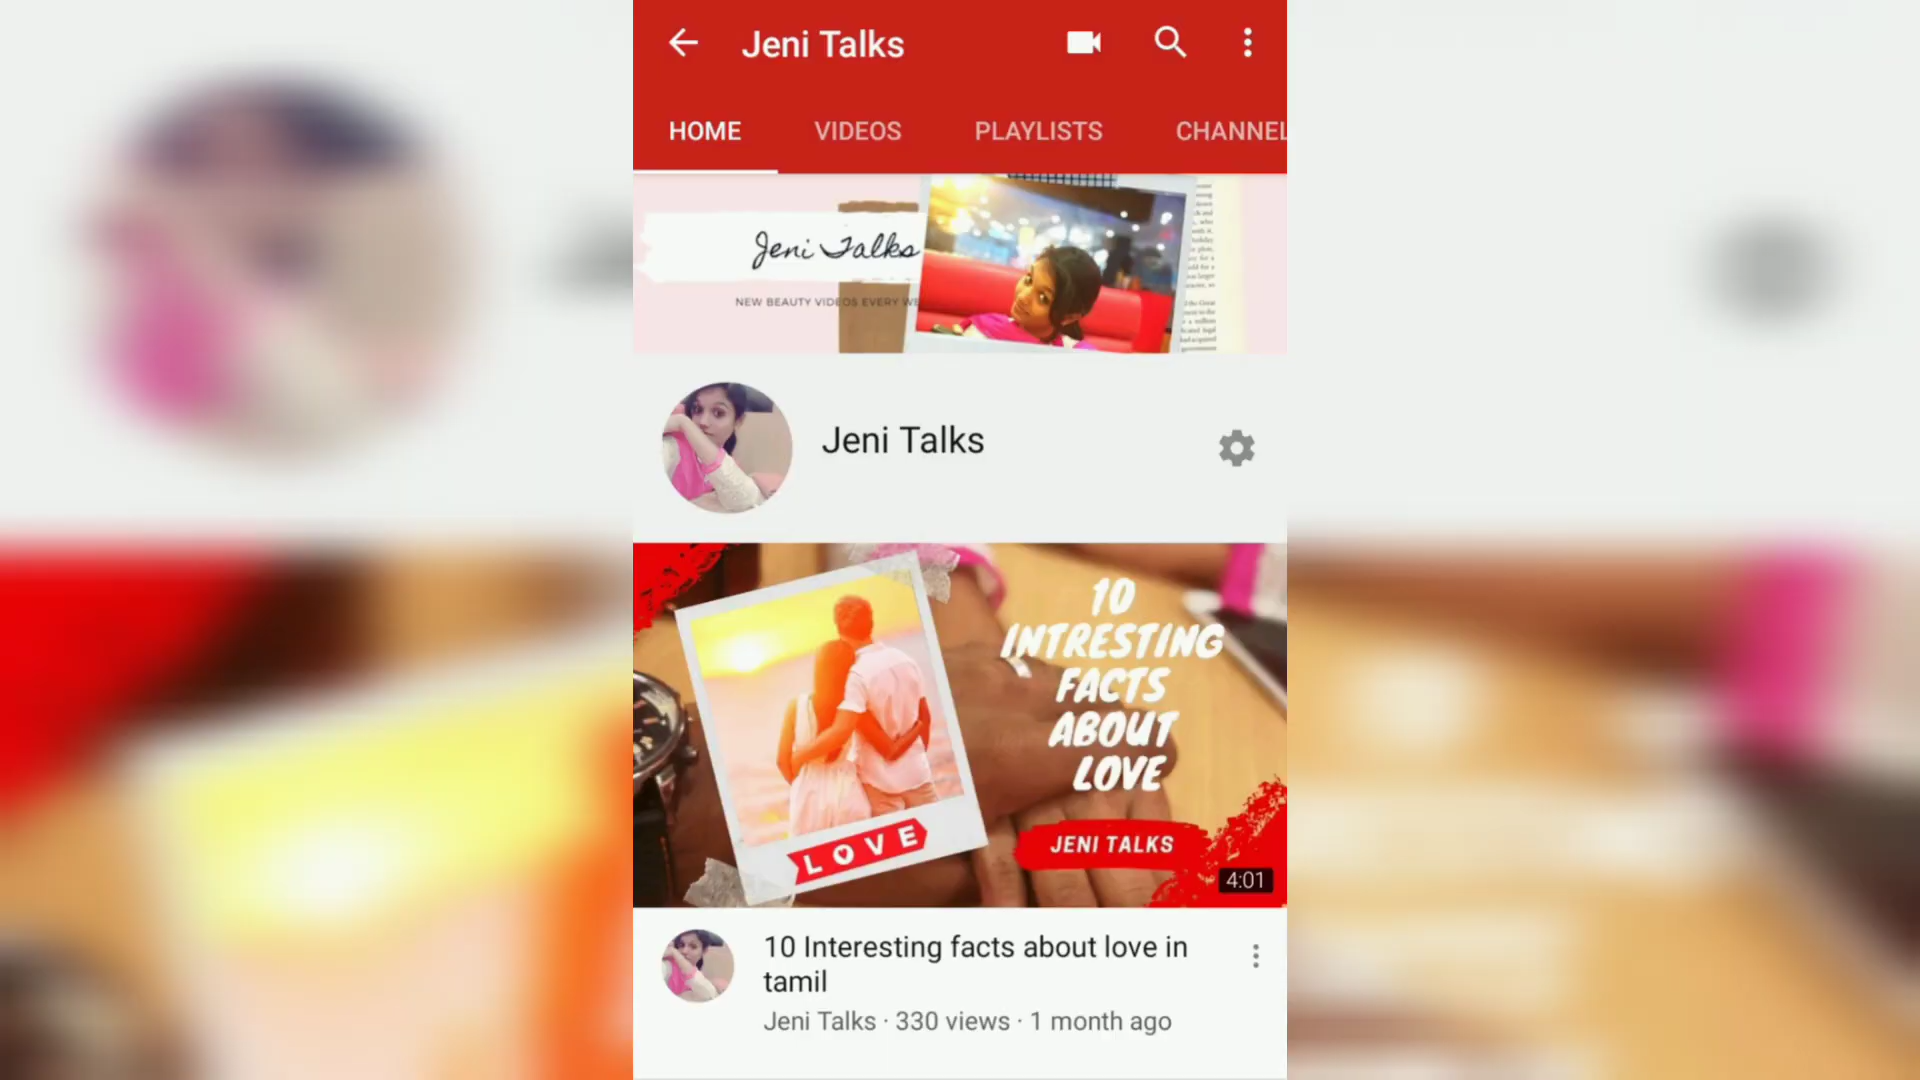 Jeni Talks
HOME VIDEOS PLAYLISTS CHANNEL
Jeni Talks
NEW BEAUTY VIDEOS EVERY WE
Jeni Talks
10
INTRESTING
FACTS
ABOUT
LOVE
LOVE
JENI TALKS
4:01
10 Interesting facts about love in
tamil
Jeni Talks · 330 views · 1 month ago